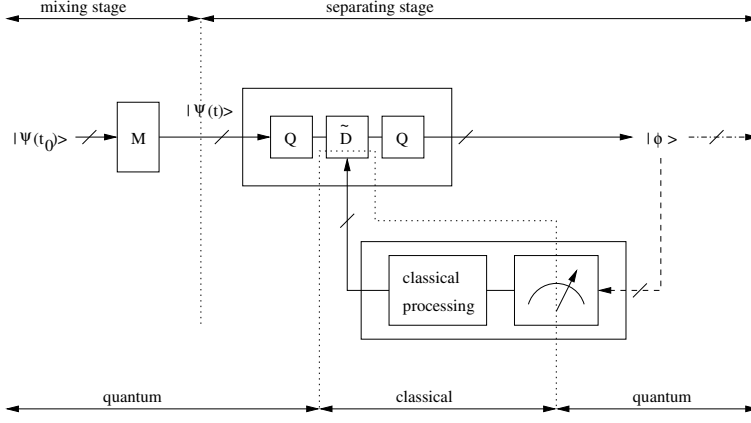 mixing stage separating stage
|Ψ(t)>
|Ψ(t₀)> M Q D̃ Q |ϕ>
classical
processing
quantum classical quantum